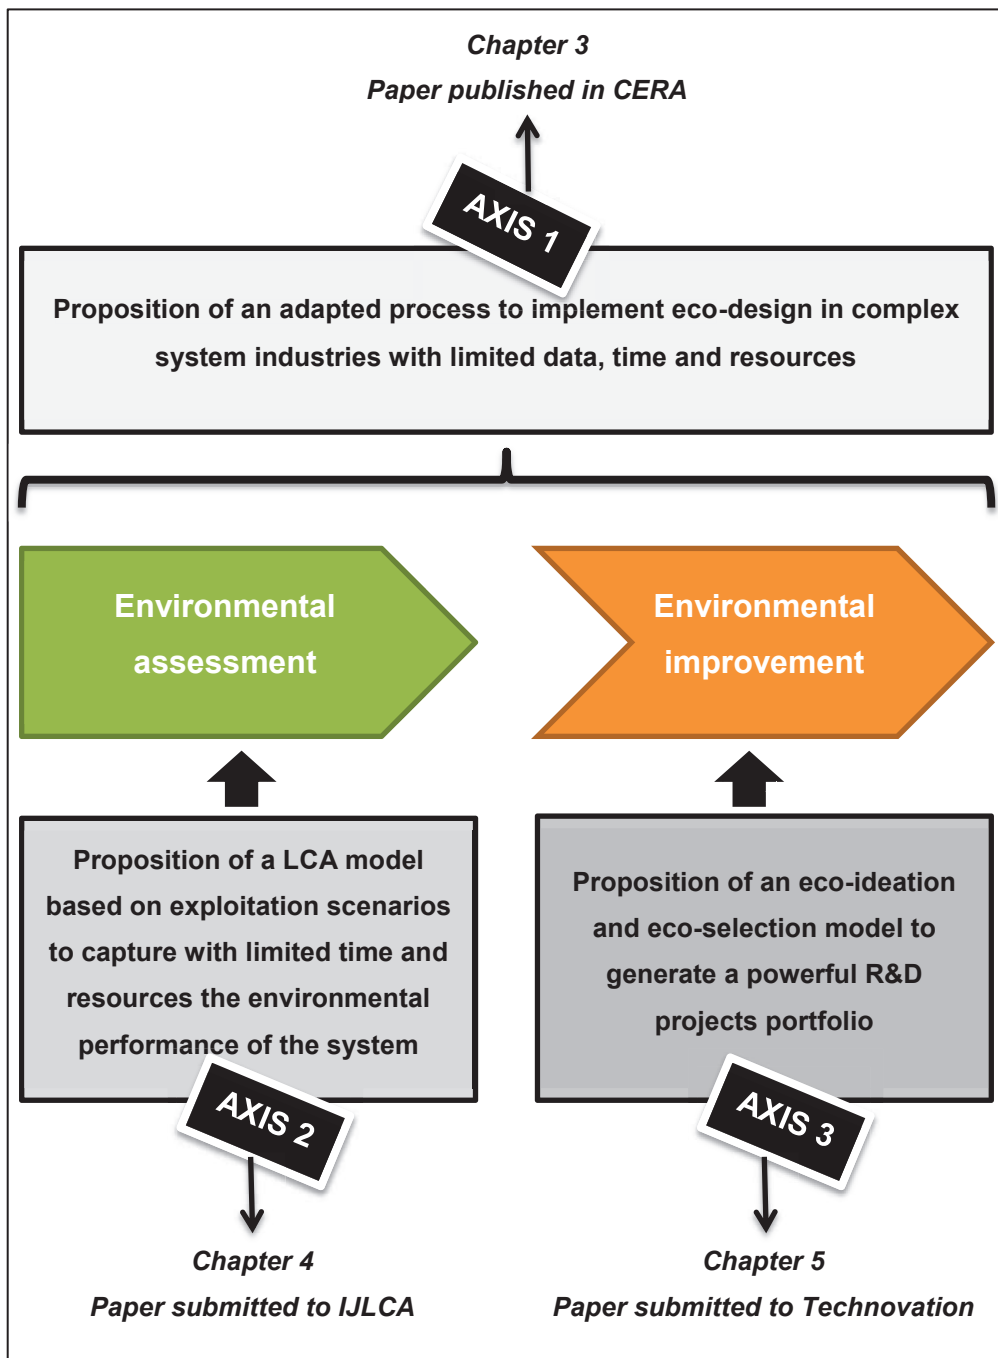 Chapter 3
Paper published in CERA
AXIS 1
Proposition of an adapted process to implement eco-design in complex
system industries with limited data, time and resources
Environmental
assessment
Environmental
improvement
Proposition of a LCA model
based on exploitation scenarios
to capture with limited time and
resources the environmental
performance of the system
Proposition of an eco-ideation
and eco-selection model to
generate a powerful R&D
projects portfolio
AXIS 2
AXIS 3
Chapter 4
Paper submitted to IJLCA
Chapter 5
Paper submitted to Technovation